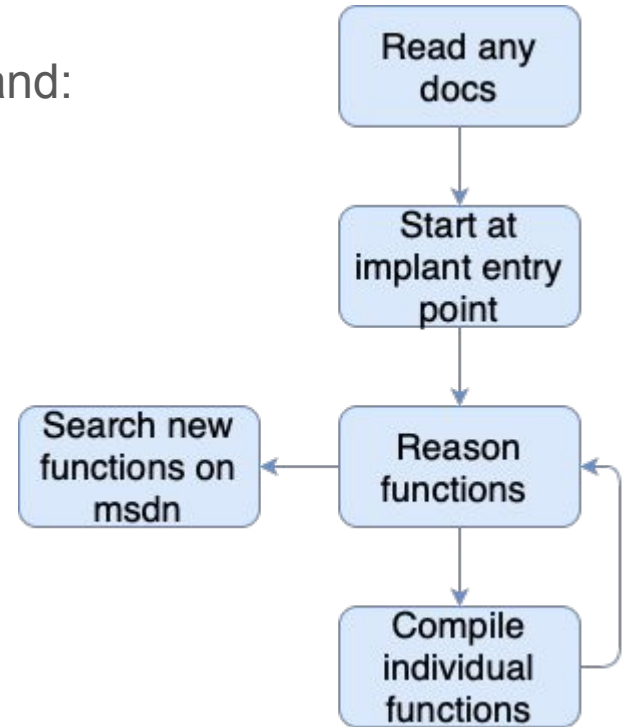 and:
Read any
docs
Start at
implant entry
point
Search new
functions on
msdn
Reason
functions
Compile
individual
functions